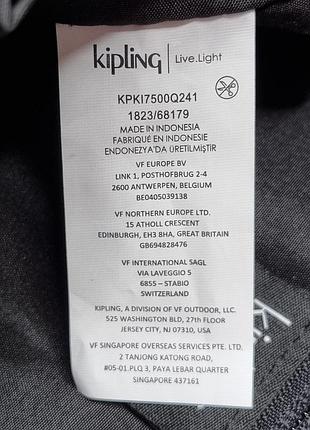 kipling | Live.Light
KPKI7500Q241
1823/68179
MADE IN INDONESIA
FABRIQUÉ EN INDONESIE
ENDONEZYA'DA ÜRETİLMİŞTİR
VF EUROPE BV
LINK 1, POSTHOFBRUG 2-4
2600 ANTWERPEN, BELGIUM
BE0405039138
VF NORTHERN EUROPE LTD.
15 ATHOLL CRESCENT
EDINBURGH, EH3 8HA, GREAT BRITAIN
GB694828476
VF INTERNATIONAL SAGL
VIA LAVEGGIO 5
6855 – STABIO
SWITZERLAND
KIPLING, A DIVISION OF VF OUTDOOR, LLC.
525 WASHINGTON BLD, 27th FLOOR
JERSEY CITY, NJ 07310, USA
VF SINGAPORE OVERSEAS SERVICES PTE. LTD.
2 TANJONG KATONG ROAD,
#05-01.PLQ 3, PAYA LEBAR QUARTER
SINGAPORE 437161
kipling